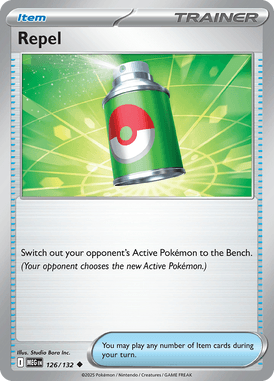 Item
TRAINER
Repel
Switch out your opponent's Active Pokémon to the Bench.
(Your opponent chooses the new Active Pokémon.)
Illus. Studio Bora Inc.
I MEG EN 126/132
You may play any number of Item cards during
your turn.
©2025 Pokémon / Nintendo / Creatures / GAME FREAK